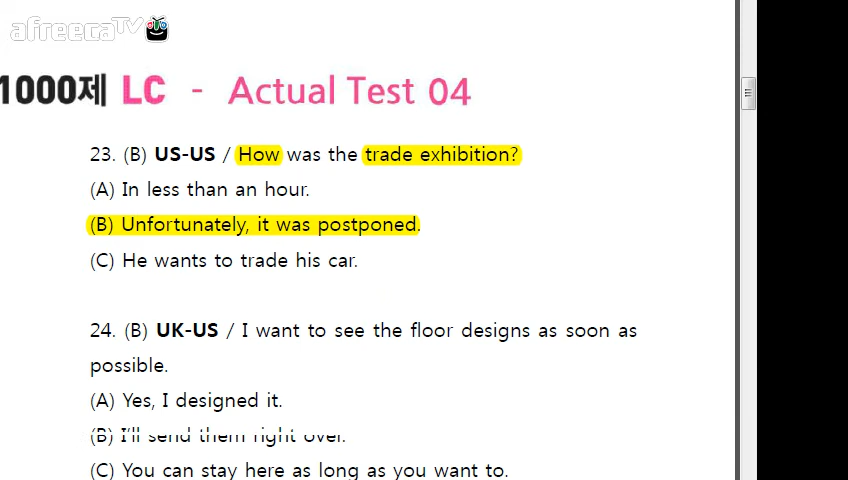 afreecaTV
1000제 LC - Actual Test 04
23. (B) US-US / How was the trade exhibition?
(A) In less than an hour.
(B) Unfortunately, it was postponed.
(C) He wants to trade his car.
24. (B) UK-US / I want to see the floor designs as soon as
possible.
(A) Yes, I designed it.
(B) I'll send them right over.
(C) You can stay here as long as you want to.